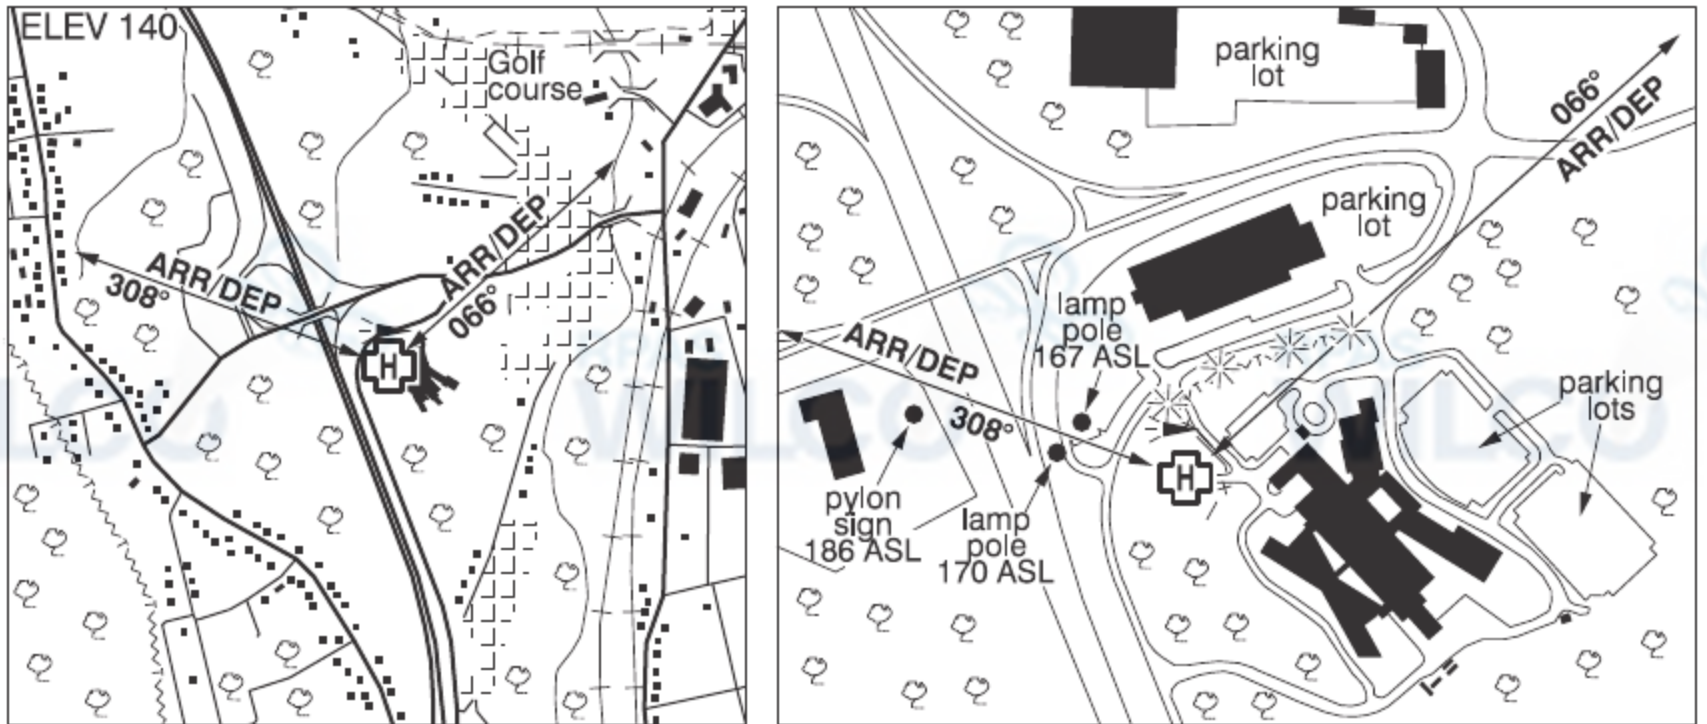 ELEV 140
Golf
course
ARR/DEP
308°
ARR/DEP
066°
H
parking
lot
066°
ARR/DEP
parking
lot
lamp
pole
167 ASL
ARR/DEP
308°
parking
lots
H
pylon
sign
186 ASL
lamp
pole
170 ASL
WILCO